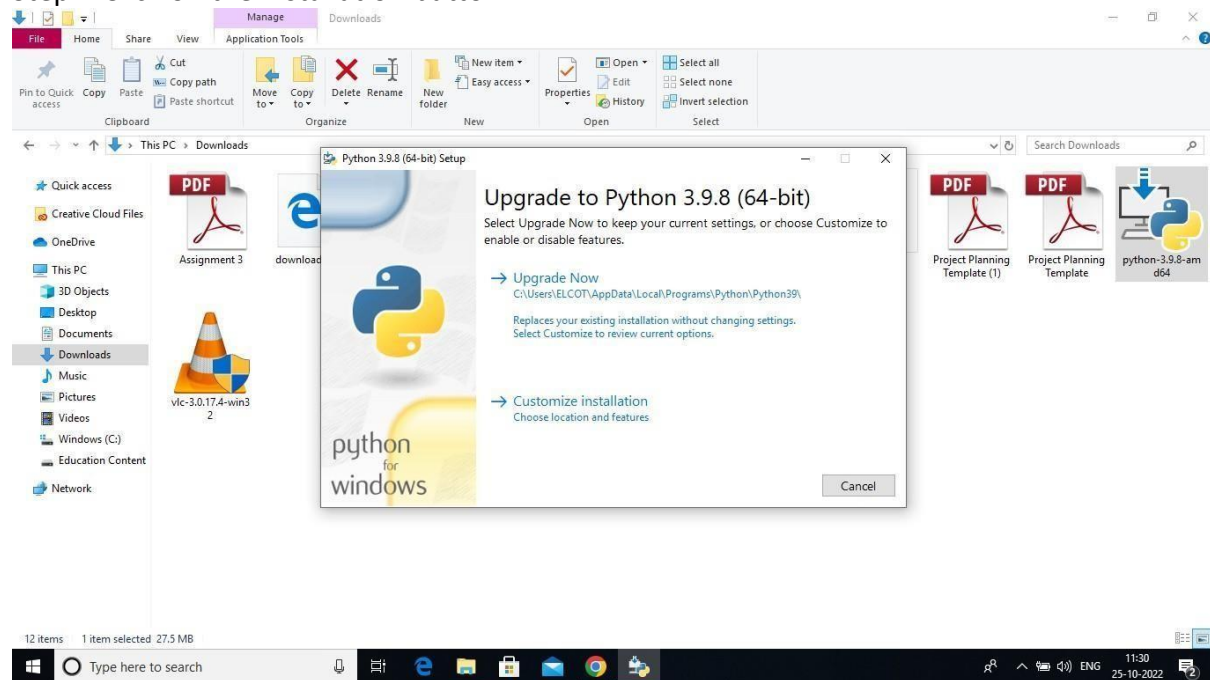 Manage
Downloads
File
Home
Share
View
Application Tools
Pin to Quick
access
Copy
Paste
Cut
Copy path
Paste shortcut
Clipboard
Move
to
Copy
to
Delete
Rename
Organize
New
folder
New item
Easy access
New
Properties
Open
Edit
History
Open
Select all
Select none
Invert selection
Select
This PC › Downloads
Search Downloads
Quick access
Creative Cloud Files
OneDrive
This PC
3D Objects
Desktop
Documents
Downloads
Music
Pictures
Videos
Windows (C:)
Education Content
Network
PDF
Assignment 3
download
vlc-3.0.17.4-win3
2
Python 3.9.8 (64-bit) Setup
Upgrade to Python 3.9.8 (64-bit)
Select Upgrade Now to keep your current settings, or choose Customize to
enable or disable features.
Upgrade Now
C:\Users\ELCOT\AppData\Local\Programs\Python\Python39\
Replaces your existing installation without changing settings.
Select Customize to review current options.
Customize installation
Choose location and features
python
for
windows
Cancel
PDF
Project Planning
Template (1)
PDF
Project Planning
Template
python-3.9.8-am
d64
12 items 1 item selected 27.5 MB
Type here to search
ENG
11:30
25-10-2022
2